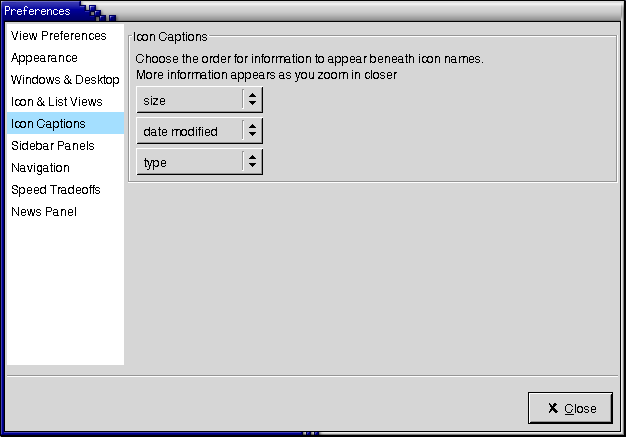 Preferences
View Preferences
Appearance
Windows & Desktop
Icon & List Views
Icon Captions
Sidebar Panels
Navigation
Speed Tradeoffs
News Panel
Icon Captions
Choose the order for information to appear beneath icon names.
More information appears as you zoom in closer
size
date modified
type
Close